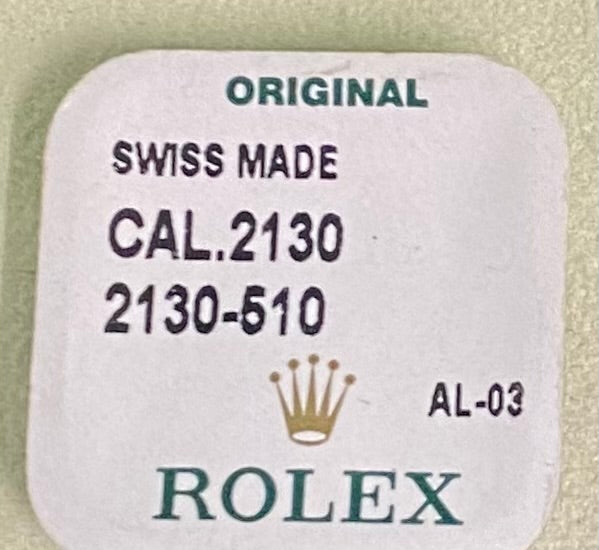 ORIGINAL
SWISS MADE
CAL.2130
2130-510
AL-03
ROLEX